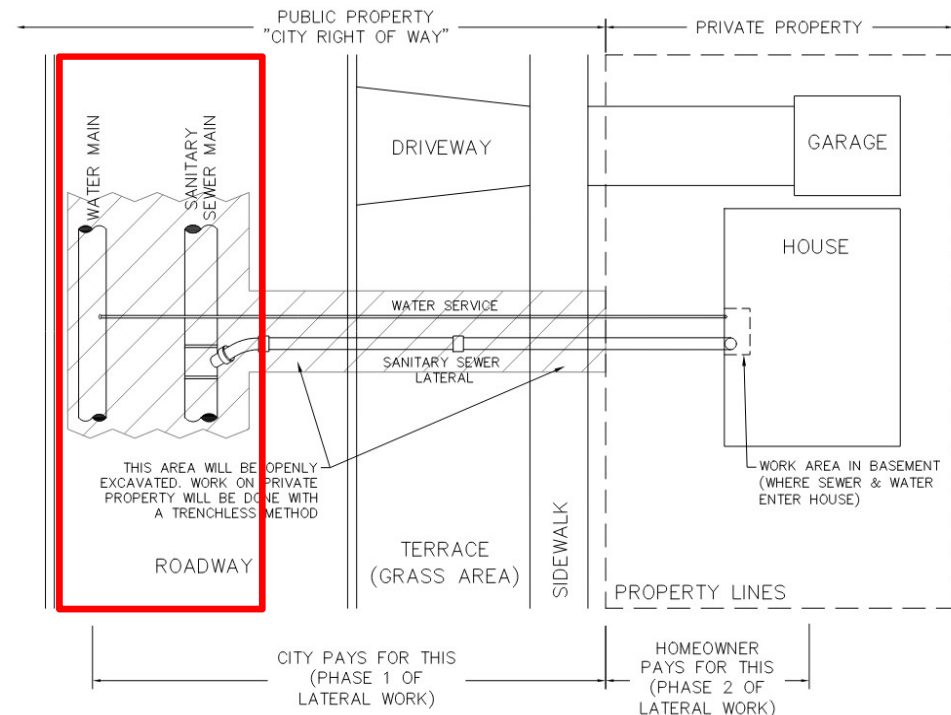 PUBLIC PROPERTY
"CITY RIGHT OF WAY"
PRIVATE PROPERTY
WATER MAIN
SANITARY
SEWER MAIN
DRIVEWAY
GARAGE
HOUSE
WATER SERVICE
SANITARY SEWER
LATERAL
THIS AREA WILL BE OPENLY
EXCAVATED. WORK ON PRIVATE
PROPERTY WILL BE DONE WITH
A TRENCHLESS METHOD
WORK AREA IN BASEMENT
(WHERE SEWER & WATER
ENTER HOUSE)
ROADWAY
TERRACE
(GRASS AREA)
SIDEWALK
PROPERTY LINES
CITY PAYS FOR THIS
(PHASE 1 OF
LATERAL WORK)
HOMEOWNER
PAYS FOR THIS
(PHASE 2 OF
LATERAL WORK)